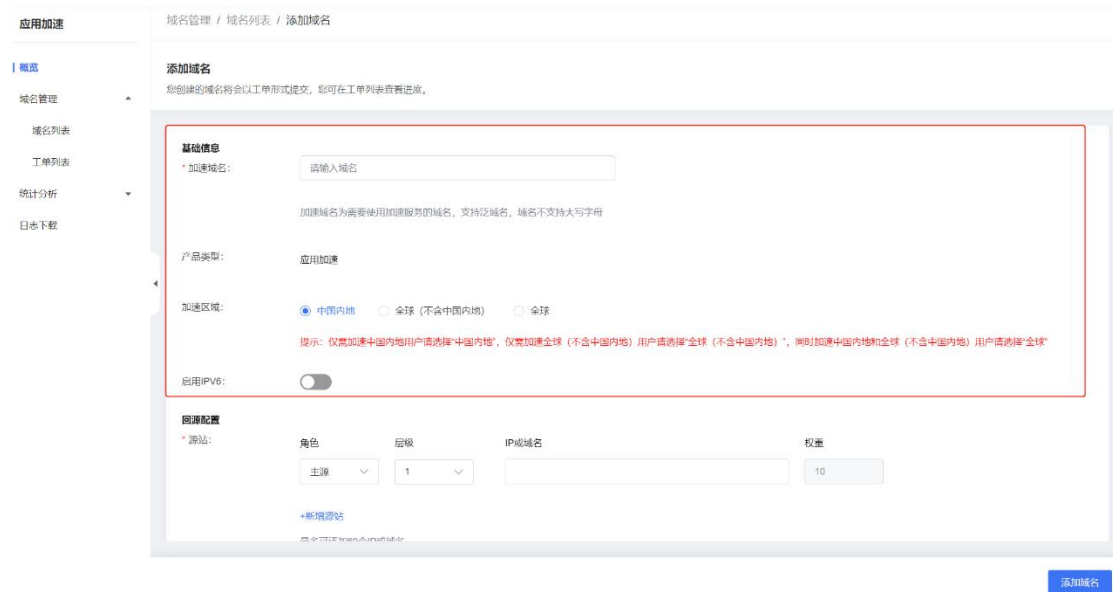 应用加速
域名管理 / 域名列表 / 添加域名
概览
域名管理
域名列表
工单列表
统计分析
日志下载
添加域名
您创建的域名将会以工单形式提交，您可在工单列表查看进度。
基础信息
* 加速域名：
请输入域名
加速域名为需要使用加速服务的域名，支持泛域名，域名不支持大写字母
产品类型：
应用加速
加速区域：
中国内地 全球（不含中国内地） 全球
提示：仅需加速中国内地用户请选择“中国内地”，仅需加速全球（不含中国内地）用户请选择“全球（不含中国内地）”，同时加速中国内地和全球（不含中国内地）用户请选择“全球”
启用IPV6：
回源配置
* 源站：
角色 层级 IP或域名 权重
主源 1 10
+新增源站
添加域名